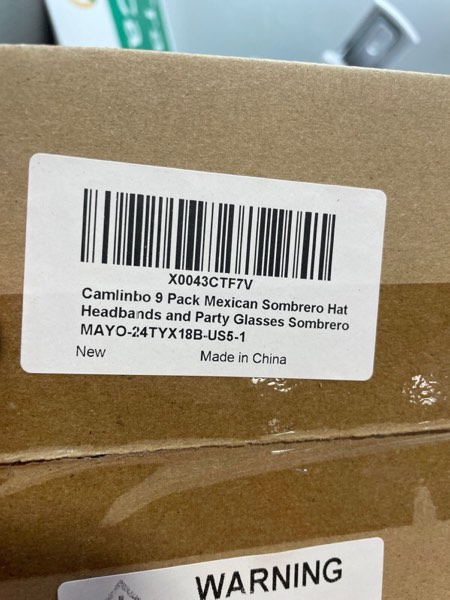 X0043CTF7V
Camlinbo 9 Pack Mexican Sombrero Hat
Headbands and Party Glasses Sombrero
MAYO-24TYX18B-US5-1
New Made in China
WARNING